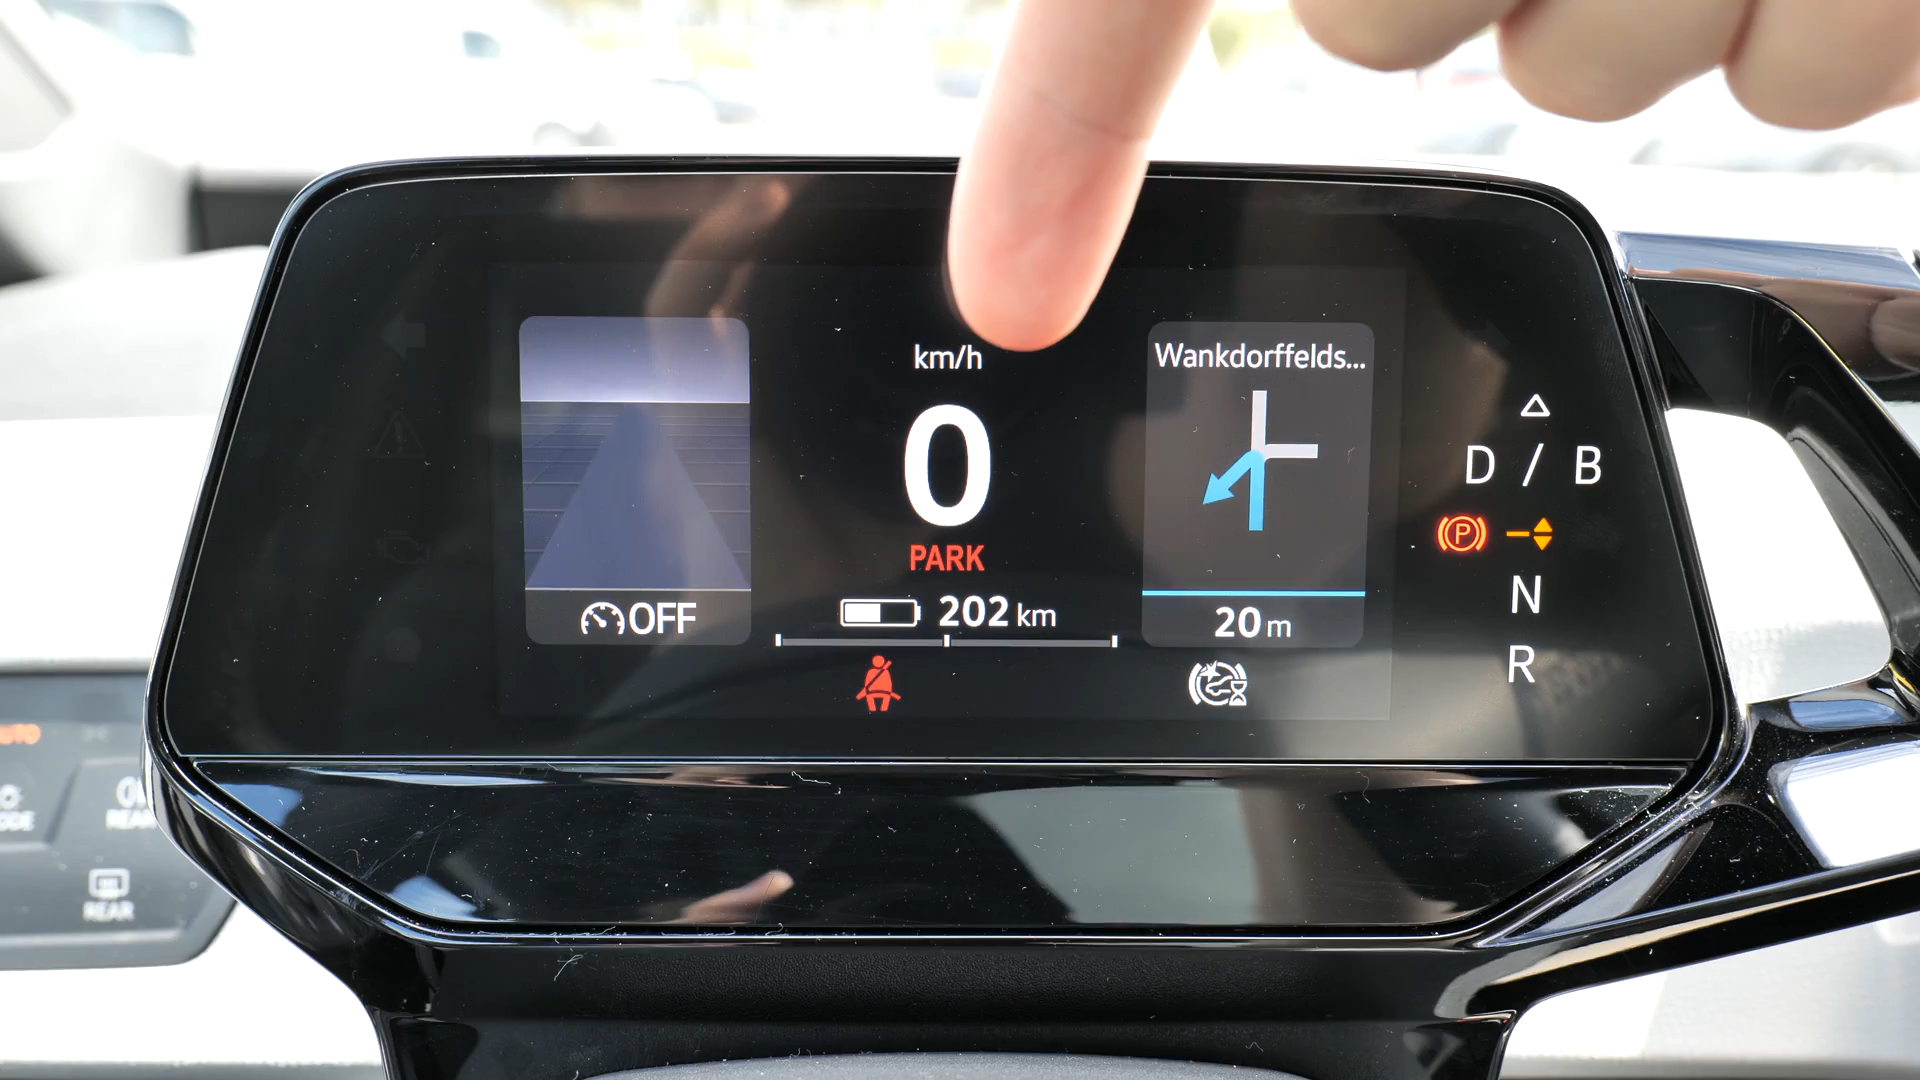 km/h
Wankdorffelds...
0
D / B
PARK
P
202 km
N
OFF
20 m
R
REAR